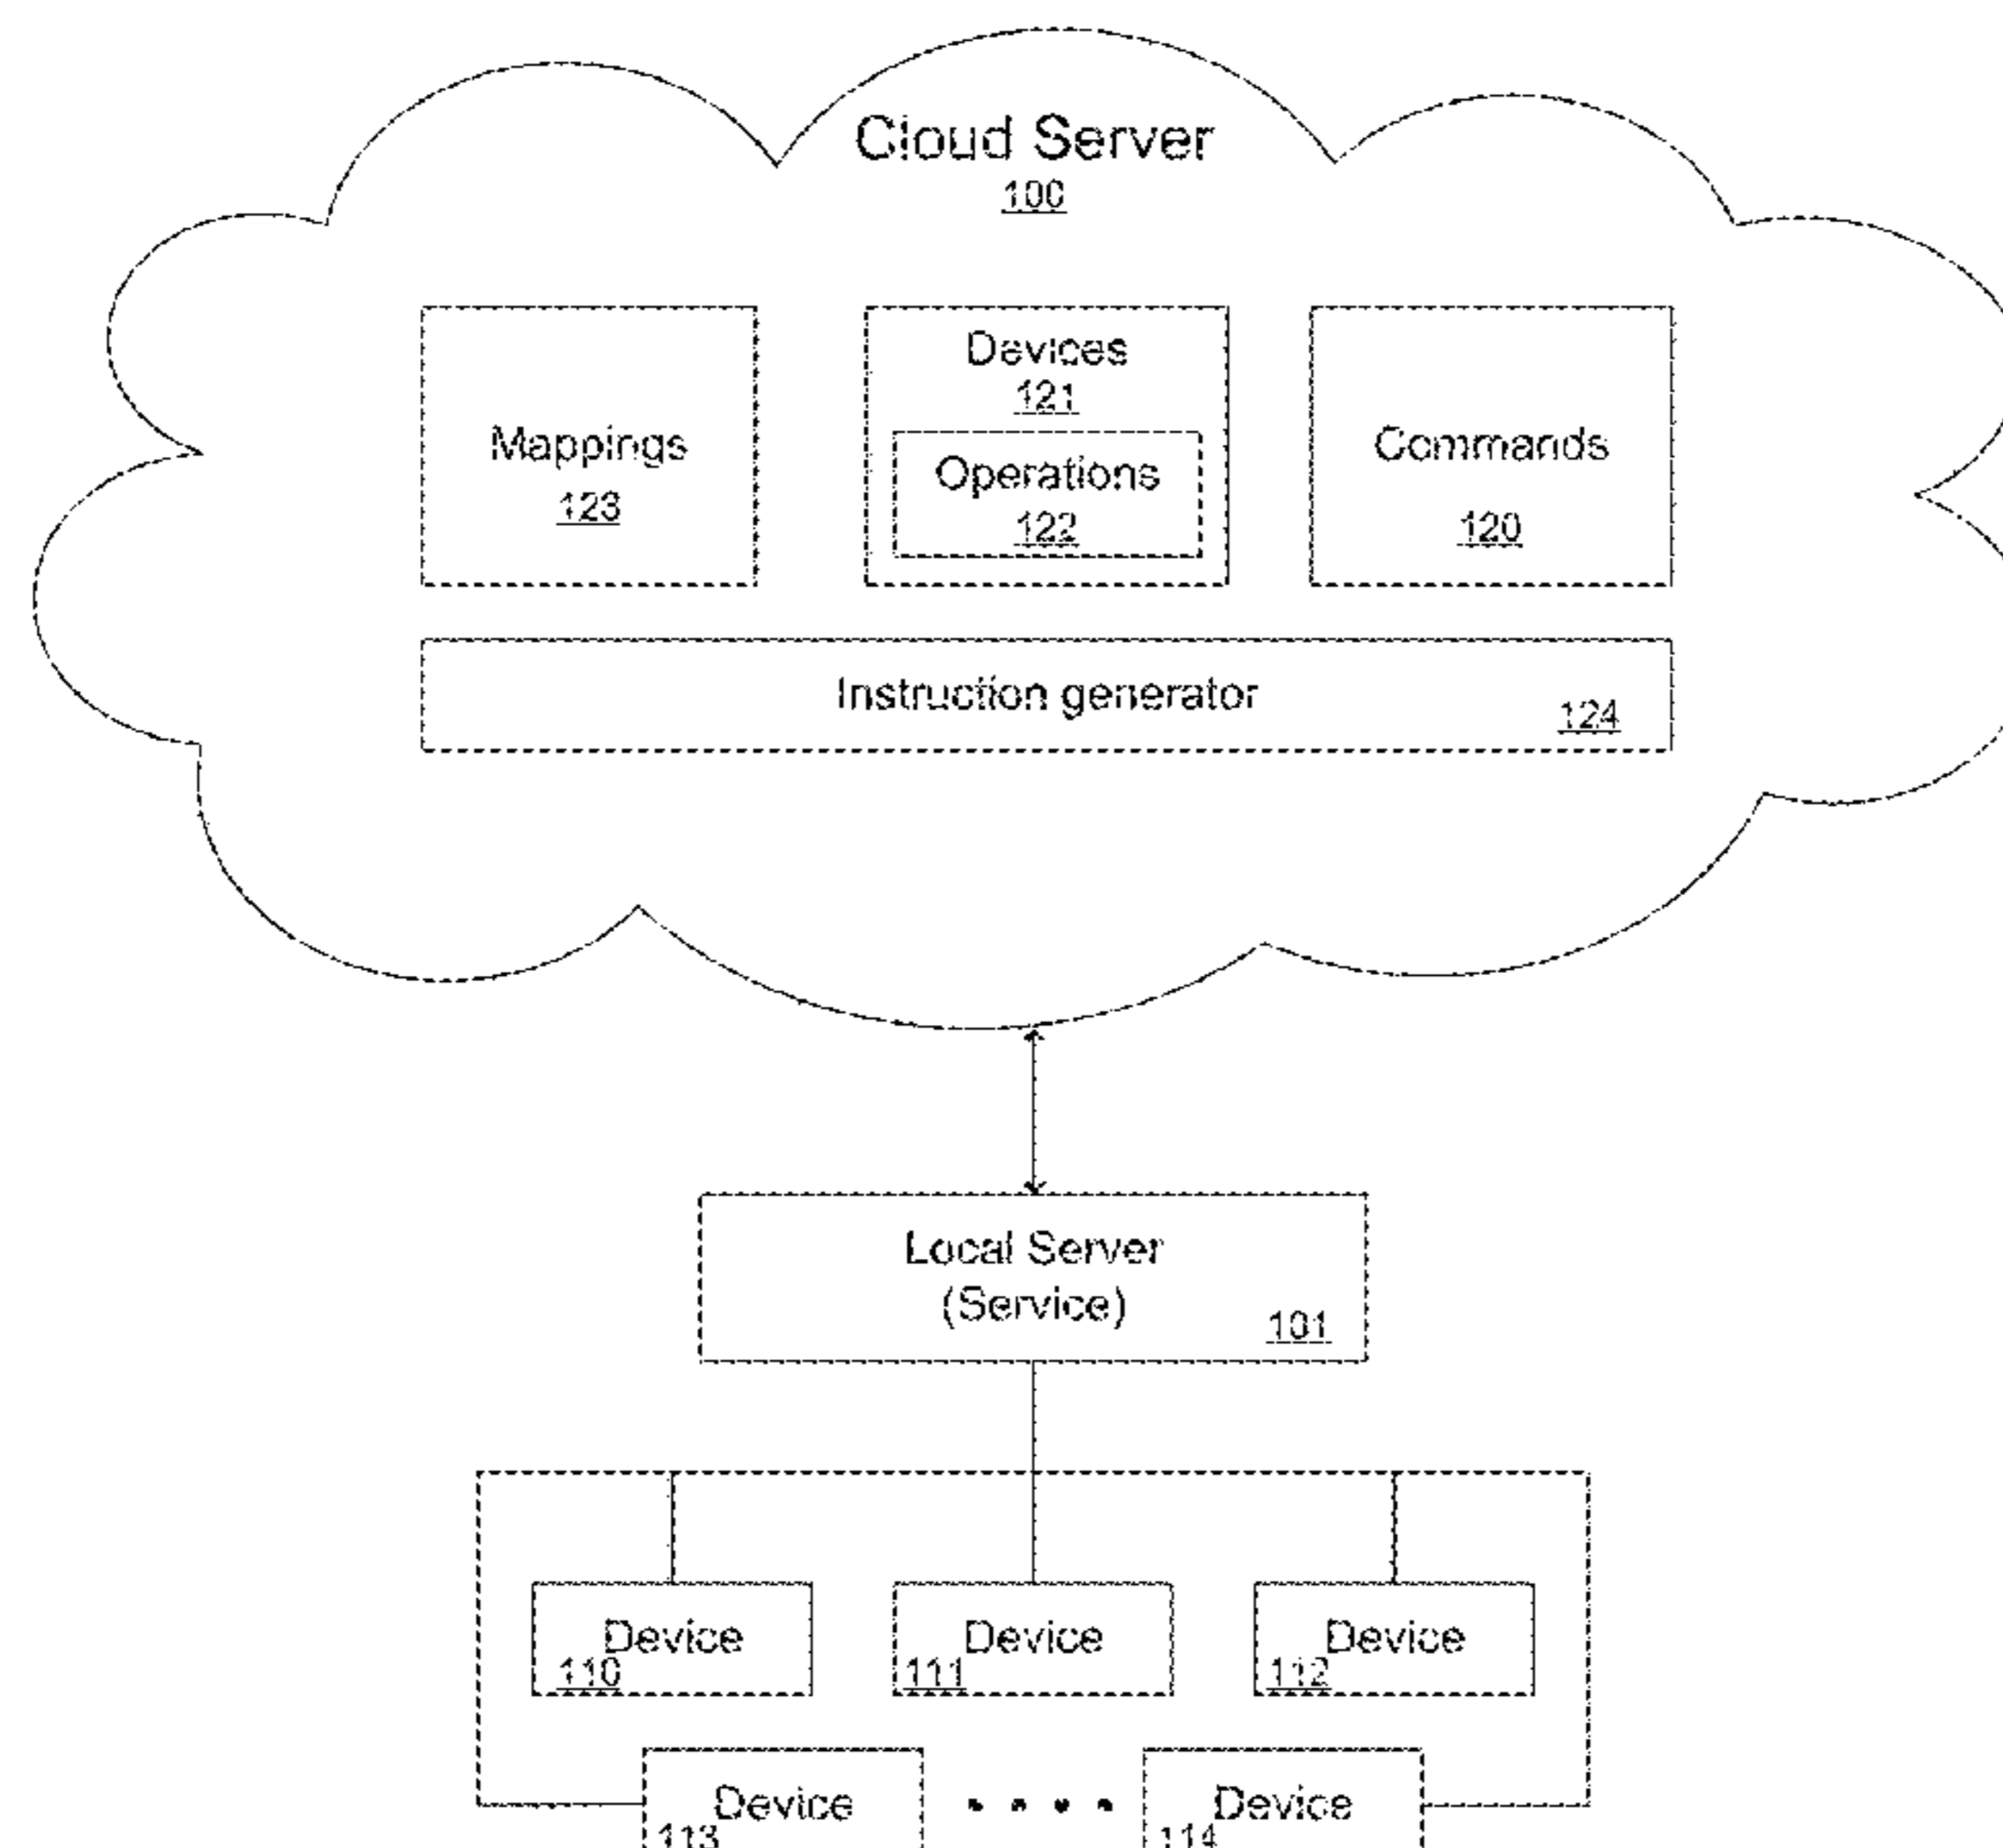 Cloud Server
100
Mappings
123
Devices
121
Operations
122
Commands
120
Instruction generator
124
Local Server
(Service)
101
Device
110
Device
111
Device
112
Device
113
Device
114